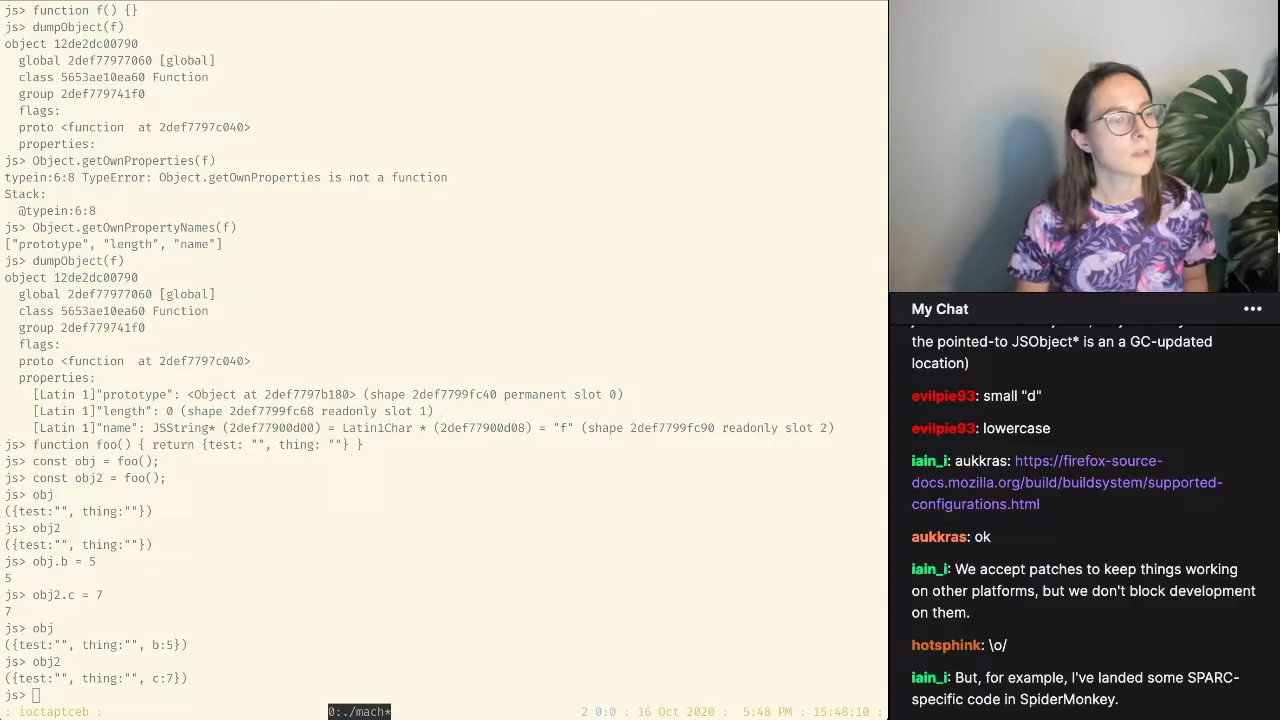 js> function f() {}
js> dumpObject(f)
object 12de2dc00790
  global 2def77977060 [global]
  class 5653ae10ea60 Function
  group 2def779741f0
  flags:
  proto <function  at 2def7797c040>
  properties:
js> Object.getOwnProperties(f)
typein:6:8 TypeError: Object.getOwnProperties is not a function
Stack:
  @typein:6:8
js> Object.getOwnPropertyNames(f)
["prototype", "length", "name"]
js> dumpObject(f)
object 12de2dc00790
  global 2def77977060 [global]
  class 5653ae10ea60 Function
  group 2def779741f0
  flags:
  proto <function  at 2def7797c040>
  properties:
    [Latin 1]"prototype": <Object at 2def7797b180> (shape 2def7799fc40 permanent slot 0)
    [Latin 1]"length": 0 (shape 2def7799fc68 readonly slot 1)
    [Latin 1]"name": JSString* (2def77900d00) = Latin1Char * (2def77900d08) = "f" (shape 2def7799fc90 readonly slot 2)
js> function foo() { return {test: "", thing: ""} }
js> const obj = foo();
js> const obj2 = foo();
js> obj
({test:"", thing:""})
js> obj2
({test:"", thing:""})
js> obj.b = 5
5
js> obj2.c = 7
7
js> obj
({test:"", thing:"", b:5})
js> obj2
({test:"", thing:"", c:7})
js>
: ioctaptceb :
0:./mach*
2 0:0 : 16 Oct 2020 :  5:48 PM : 15:48:10 :
My Chat
the pointed-to JSObject* is an a GC-updated
location)
evilpie93: small "d"
evilpie93: lowercase
iain_i: aukkras: https://firefox-source-
docs.mozilla.org/build/buildsystem/supported-
configurations.html
aukkras: ok
iain_i: We accept patches to keep things working
on other platforms, but we don't block development
on them.
hotsphink: \o/
iain_i: But, for example, I've landed some SPARC-
specific code in SpiderMonkey.